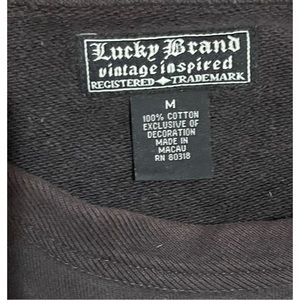 Lucky Brand
vintage inspired
REGISTERED TRADEMARK
M
100% COTTON
EXCLUSIVE OF
DECORATION
MADE IN
MACAU
RN 80318